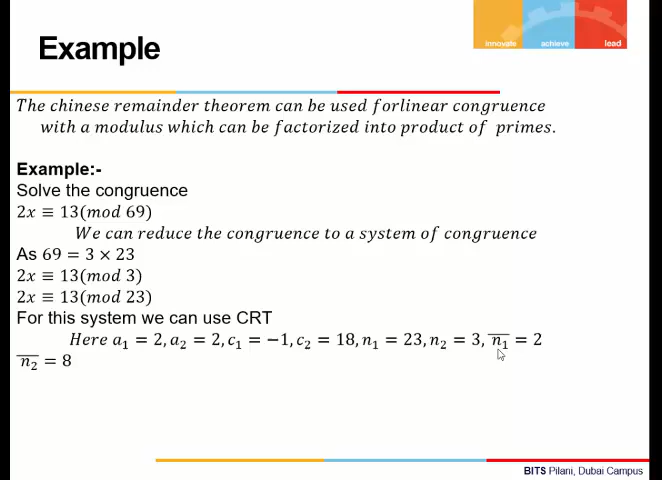 Example
innovate achieve lead
The chinese remainder theorem can be used forlinear congruence
with a modulus which can be factorized into product of primes.
Example:-
Solve the congruence
2x ≡ 13(mod 69)
We can reduce the congruence to a system of congruence
As 69 = 3 × 23
2x ≡ 13(mod 3)
2x ≡ 13(mod 23)
For this system we can use CRT
Here a₁ = 2, a₂ = 2, c₁ = −1, c₂ = 18, n₁ = 23, n₂ = 3, n̅₁ = 2
n̅₂ = 8
BITS Pilani, Dubai Campus